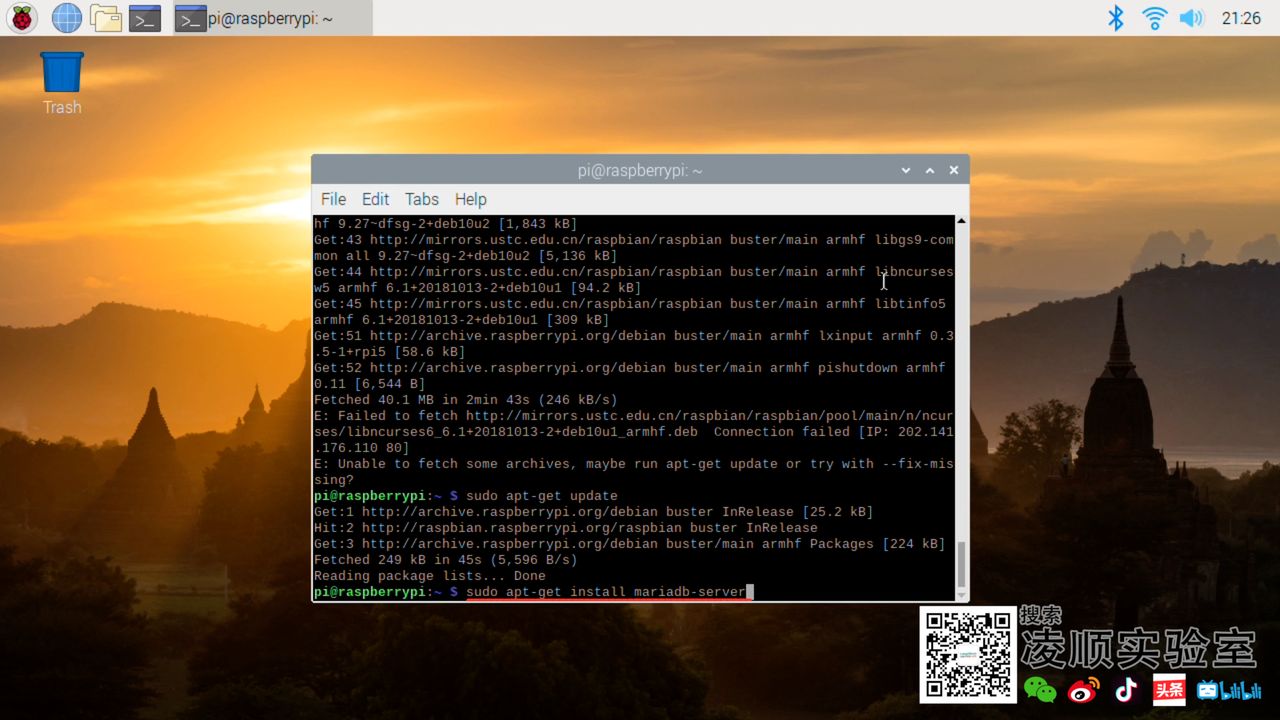 pi@raspberrypi: ~
21:26
Trash
pi@raspberrypi: ~
File Edit Tabs Help
hf 9.27~dfsg-2+deb10u2 [1,843 kB]
Get:43 http://mirrors.ustc.edu.cn/raspbian/raspbian buster/main armhf libgs9-com
mon all 9.27~dfsg-2+deb10u2 [5,136 kB]
Get:44 http://mirrors.ustc.edu.cn/raspbian/raspbian buster/main armhf libncurses
w5 armhf 6.1+20181013-2+deb10u1 [94.2 kB]
Get:45 http://mirrors.ustc.edu.cn/raspbian/raspbian buster/main armhf libtinfo5
armhf 6.1+20181013-2+deb10u1 [309 kB]
Get:51 http://archive.raspberrypi.org/debian buster/main armhf lxinput armhf 0.3
.5-1+rpi5 [58.6 kB]
Get:52 http://archive.raspberrypi.org/debian buster/main armhf pishutdown armhf
0.11 [6,544 B]
Fetched 40.1 MB in 2min 43s (246 kB/s)
E: Failed to fetch http://mirrors.ustc.edu.cn/raspbian/raspbian/pool/main/n/ncur
ses/libncurses6_6.1+20181013-2+deb10u1_armhf.deb  Connection failed [IP: 202.141
.176.110 80]
E: Unable to fetch some archives, maybe run apt-get update or try with --fix-mis
sing?
pi@raspberrypi:~ $ sudo apt-get update
Get:1 http://archive.raspberrypi.org/debian buster InRelease [25.2 kB]
Hit:2 http://raspbian.raspberrypi.org/raspbian buster InRelease
Get:3 http://archive.raspberrypi.org/debian buster/main armhf Packages [224 kB]
Fetched 249 kB in 45s (5,596 B/s)
Reading package lists... Done
pi@raspberrypi:~ $ sudo apt-get install mariadb-server
搜索
凌顺实验室
头条
bilibili